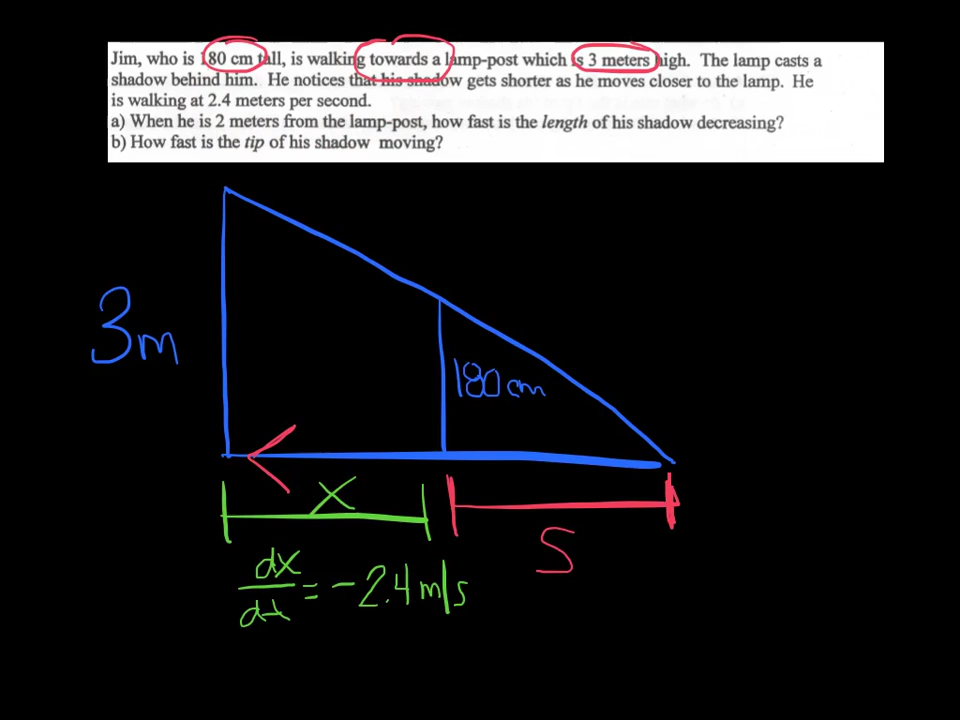 Jim, who is 180 cm tall, is walking towards a lamp-post which is 3 meters high. The lamp casts a
shadow behind him. He notices that his shadow gets shorter as he moves closer to the lamp. He
is walking at 2.4 meters per second.
a) When he is 2 meters from the lamp-post, how fast is the length of his shadow decreasing?
b) How fast is the tip of his shadow moving?
3m
180 cm
X
S
dx/dt = -2.4 m/s